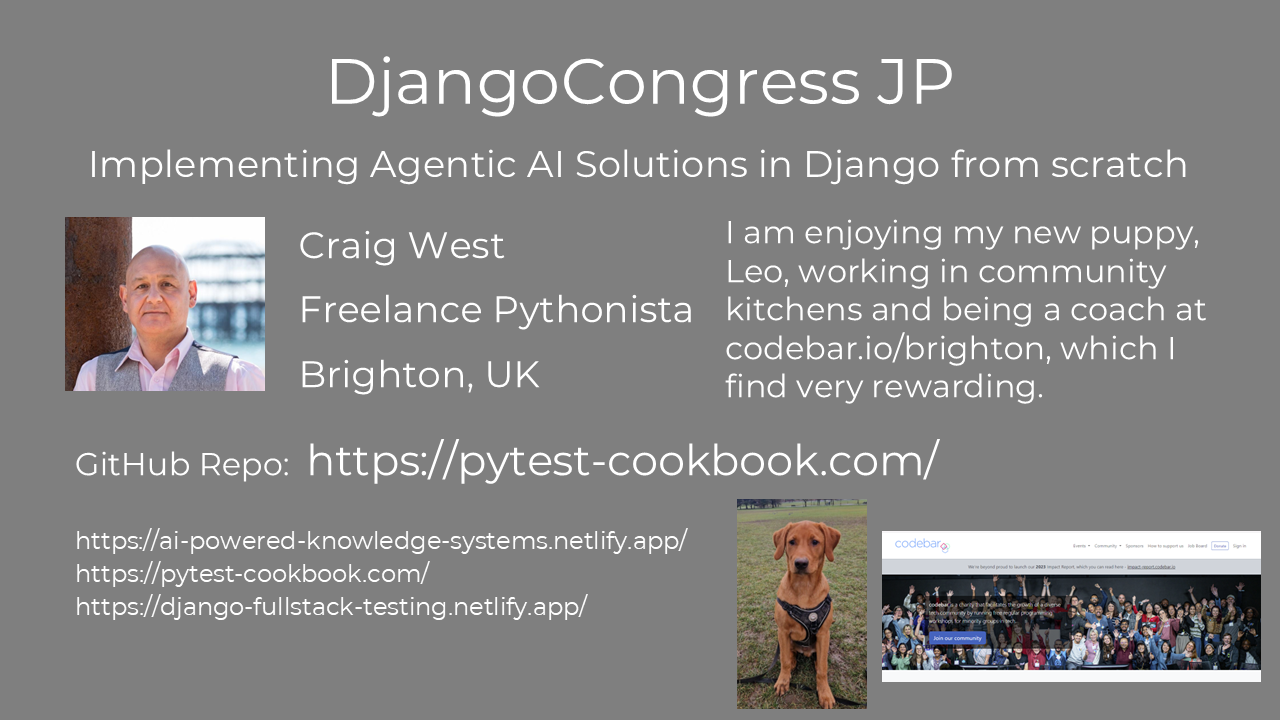 DjangoCongress JP
Implementing Agentic AI Solutions in Django from scratch
Craig West
Freelance Pythonista
Brighton, UK
I am enjoying my new puppy,
Leo, working in community
kitchens and being a coach at
codebar.io/brighton, which I
find very rewarding.
GitHub Repo: https://pytest-cookbook.com/
https://ai-powered-knowledge-systems.netlify.app/
https://pytest-cookbook.com/
https://django-fullstack-testing.netlify.app/
codebar
Events Community Sponsors How to support us Job Board Donate Sign in
We're beyond proud to launch our 2023 Impact Report, which you can read here - impact-report.codebar.io
codebar is a charity that facilitates the growth of a diverse
tech community by running free regular programming
workshops for minority groups in tech.
Join our community